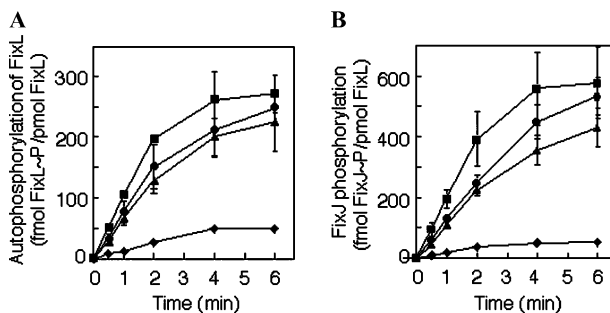 A
Autophosphorylation of FixL
(fmol FixL~P /pmol FixL)
300
200
100
0
0 1 2 3 4 5 6
Time (min)
B
FixJ phosphorylation
(fmol FixJ~P/pmol FixL)
600
400
200
0
0 1 2 3 4 5 6
Time (min)